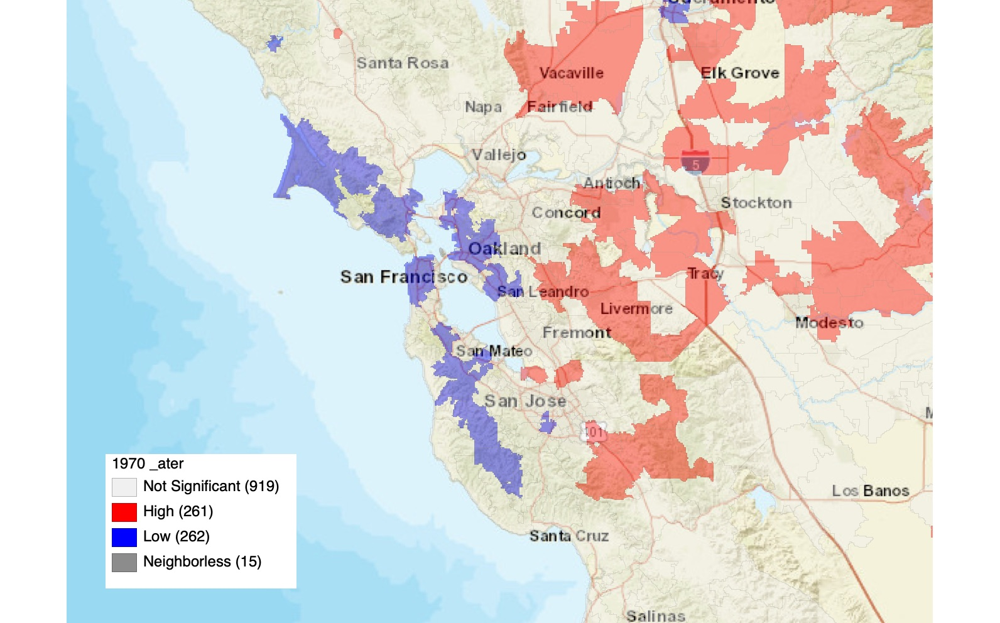 Sacramento
Santa Rosa
Vacaville
Elk Grove
Napa
Fairfield
Vallejo
5
Antioch
Stockton
Concord
Oakland
San Francisco
Tracy
San Leandro
Livermore
Modesto
Fremont
San Mateo
San Jose
M
101
Los Banos
Santa Cruz
Salinas
1970 _ater
Not Significant (919)
High (261)
Low (262)
Neighborless (15)